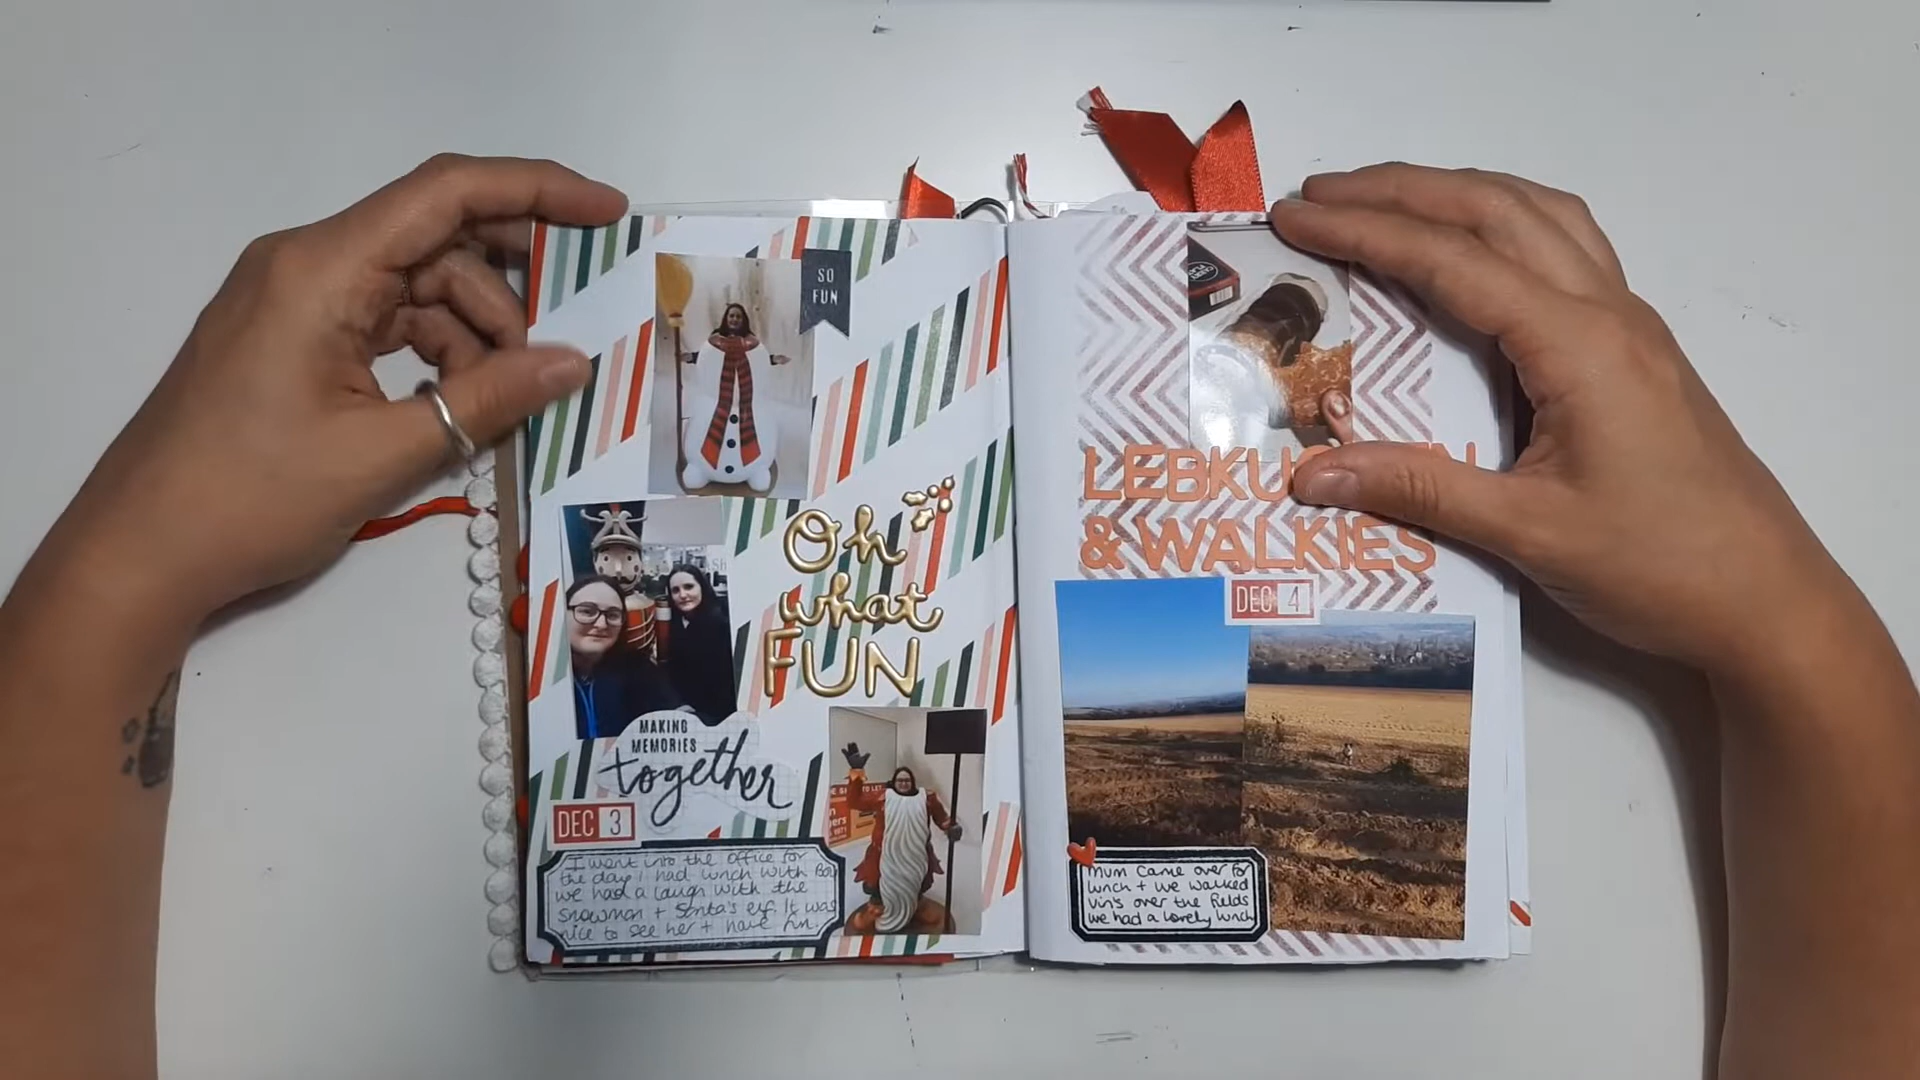 SO
FUN
Oh
what
FUN
MAKING
MEMORIES
together
DEC 3
I went into the office for
the day i had lunch with
we had a laugh with the
snowman + Santa's elf. It was
nice to see her + have fun.
LEBKU
& WALKIES
DEC 4
Mum came over for
lunch + we walked
Vin's over the fields
we had a lovely lunch